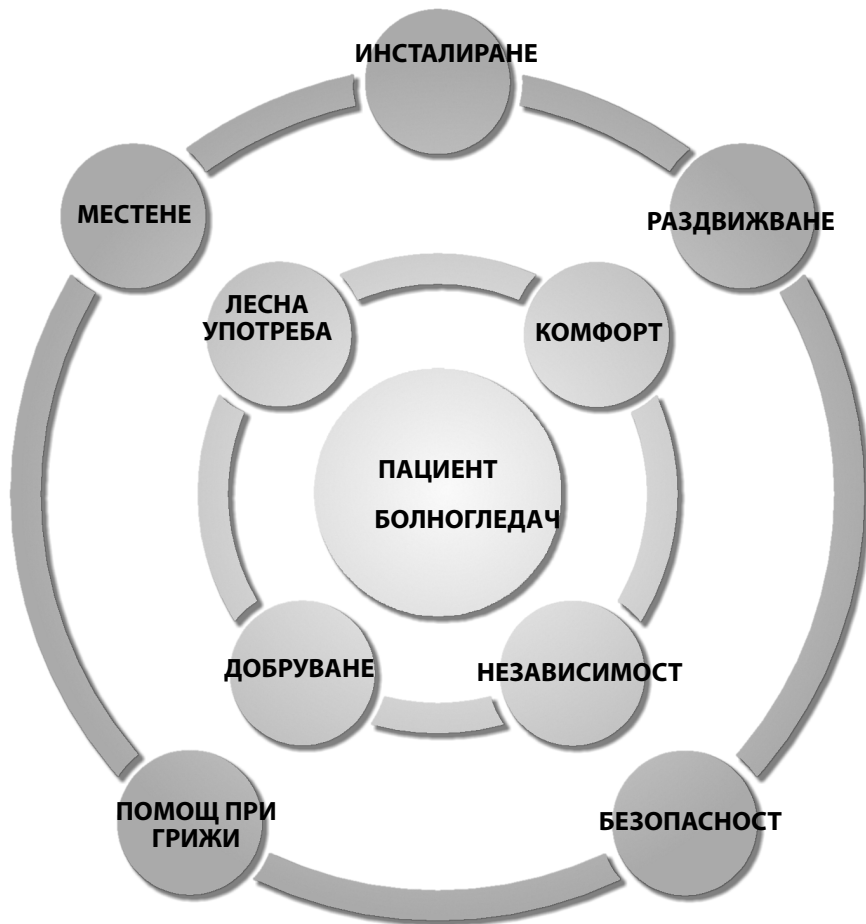 ИНСТАЛИРАНЕ
МЕСТЕНЕ
РАЗДВИЖВАНЕ
ЛЕСНА
УПОТРЕБА
КОМФОРТ
ПАЦИЕНТ
БОЛНОГЛЕДАЧ
ДОБРУВАНЕ
НЕЗАВИСИМОСТ
ПОМОЩ ПРИ
ГРИЖИ
БЕЗОПАСНОСТ